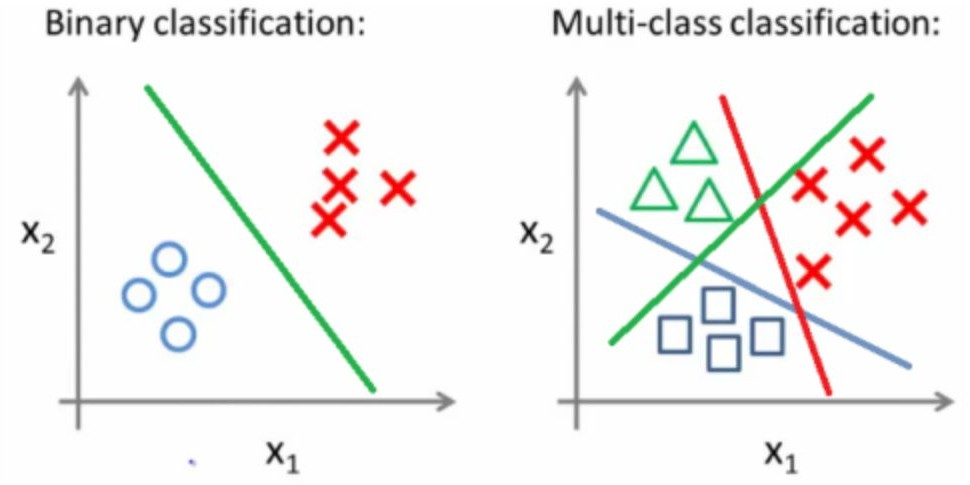 Binary classification:
x₂
x₁
Multi-class classification:
x₂
x₁